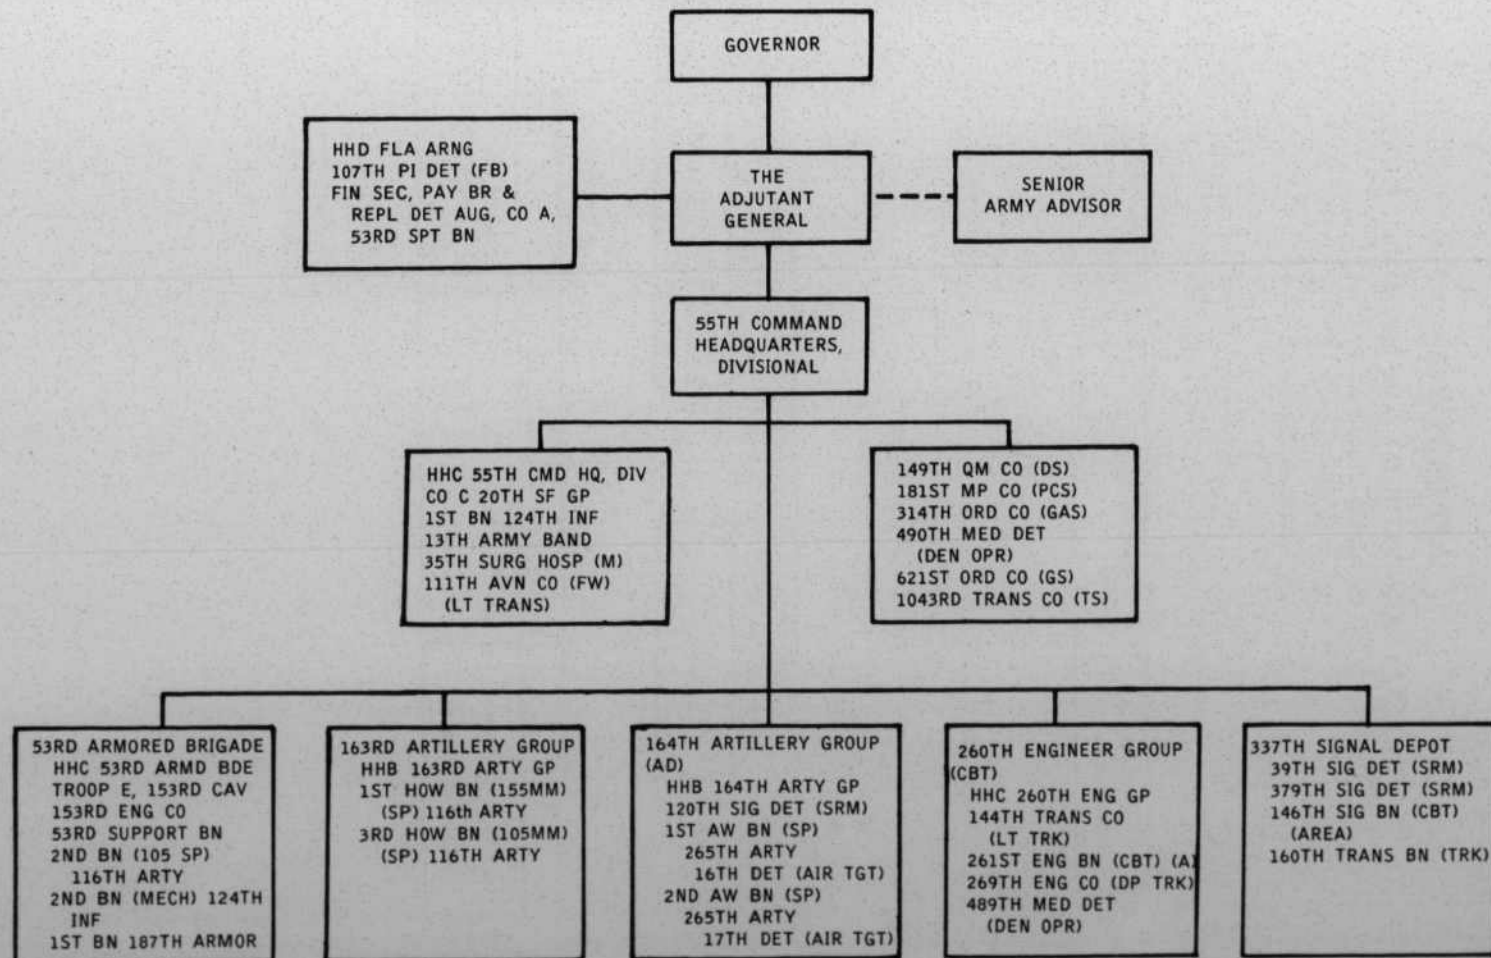 GOVERNOR
HHD FLA ARNG
107TH PI DET (FB)
FIN SEC, PAY BR &
REPL DET AUG, CO A,
53RD SPT BN
THE
ADJUTANT
GENERAL
SENIOR
ARMY ADVISOR
55TH COMMAND
HEADQUARTERS,
DIVISIONAL
HHC 55TH CMD HQ, DIV
CO C 20TH SF GP
1ST BN 124TH INF
13TH ARMY BAND
35TH SURG HOSP (M)
111TH AVN CO (FW)
(LT TRANS)
149TH QM CO (DS)
181ST MP CO (PCS)
314TH ORD CO (GAS)
490TH MED DET
(DEN OPR)
621ST ORD CO (GS)
1043RD TRANS CO (TS)
53RD ARMORED BRIGADE
HHC 53RD ARMD BDE
TROOP E, 153RD CAV
153RD ENG CO
53RD SUPPORT BN
2ND BN (105 SP)
116TH ARTY
2ND BN (MECH) 124TH
INF
1ST BN 187TH ARMOR
163RD ARTILLERY GROUP
HHB 163RD ARTY GP
1ST HOW BN (155MM)
(SP) 116th ARTY
3RD HOW BN (105MM)
(SP) 116TH ARTY
164TH ARTILLERY GROUP
(AD)
HHB 164TH ARTY GP
120TH SIG DET (SRM)
1ST AW BN (SP)
265TH ARTY
16TH DET (AIR TGT)
2ND AW BN (SP)
265TH ARTY
17TH DET (AIR TGT)
260TH ENGINEER GROUP
(CBT)
HHC 260TH ENG GP
144TH TRANS CO
(LT TRK)
261ST ENG BN (CBT)
269TH ENG CO (DP TRK)
489TH MED DET
(DEN OPR)
337TH SIGNAL DEPOT
39TH SIG DET (SRM)
379TH SIG DET (SRM)
146TH SIG BN (CBT)
(AREA)
160TH TRANS BN (TRK)